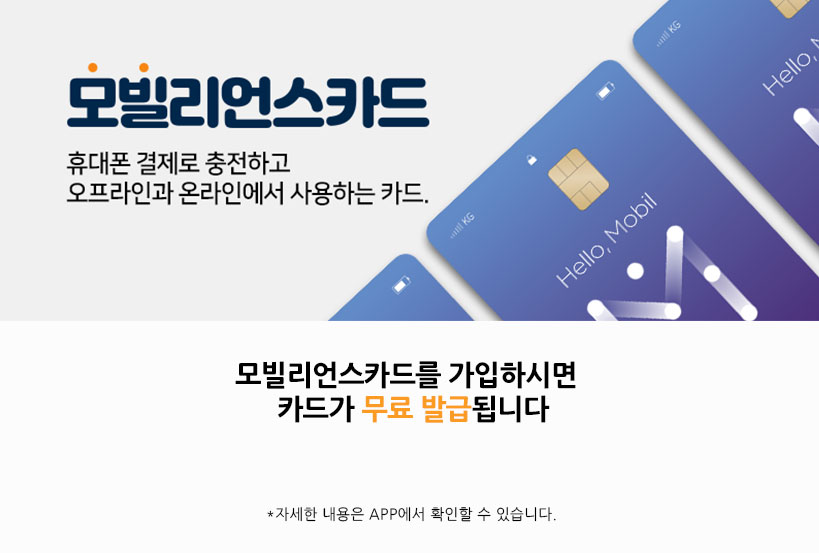 모빌리언스카드
휴대폰 결제로 충전하고
오프라인과 온라인에서 사용하는 카드.
KG
Hello, Mobil
KG
Hello,
모빌리언스카드를 가입하시면
카드가 무료 발급됩니다
*자세한 내용은 APP에서 확인할 수 있습니다.